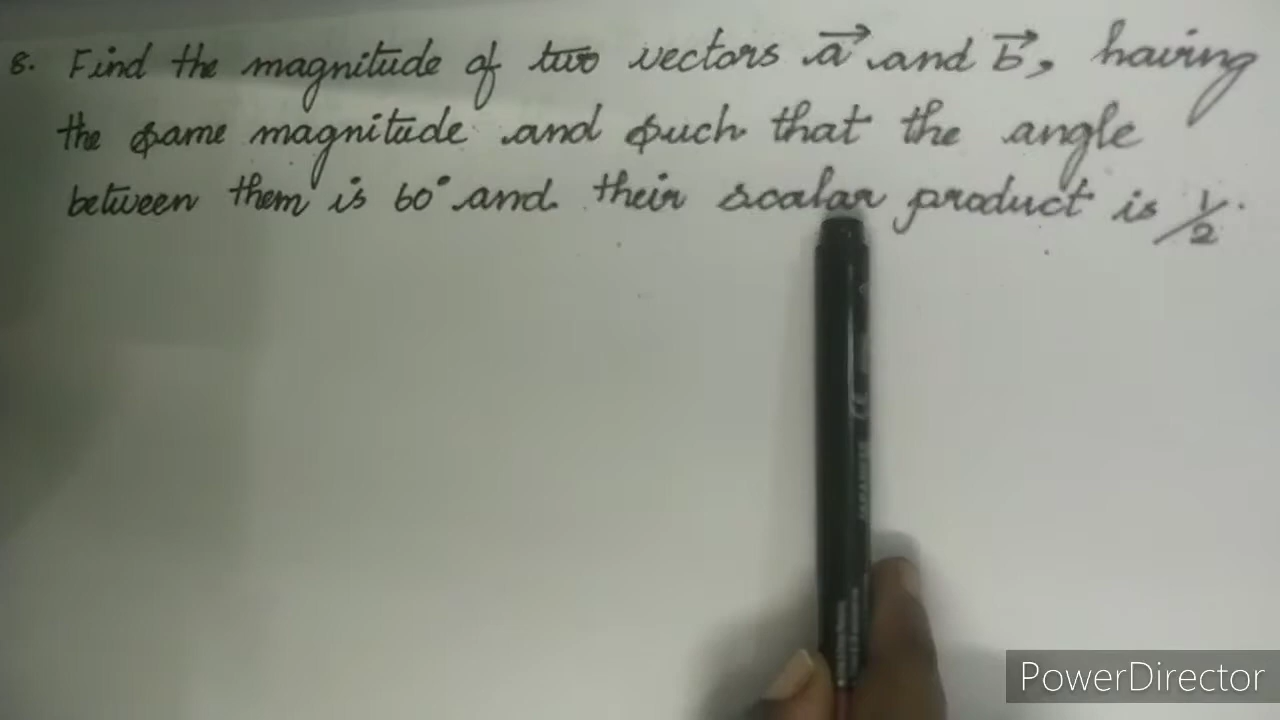 8. Find the magnitude of two vectors a⃗ and b⃗, having
the same magnitude and such that the angle
between them is 60° and their scalar product is 1/2.
PowerDirector